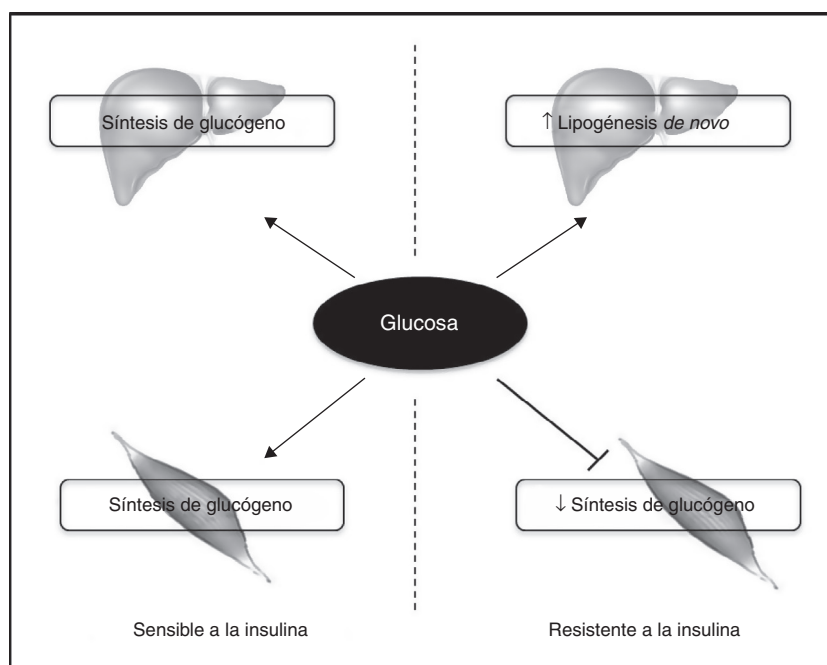 Síntesis de glucógeno
↑ Lipogénesis de novo
Glucosa
Síntesis de glucógeno
↓ Síntesis de glucógeno
Sensible a la insulina
Resistente a la insulina